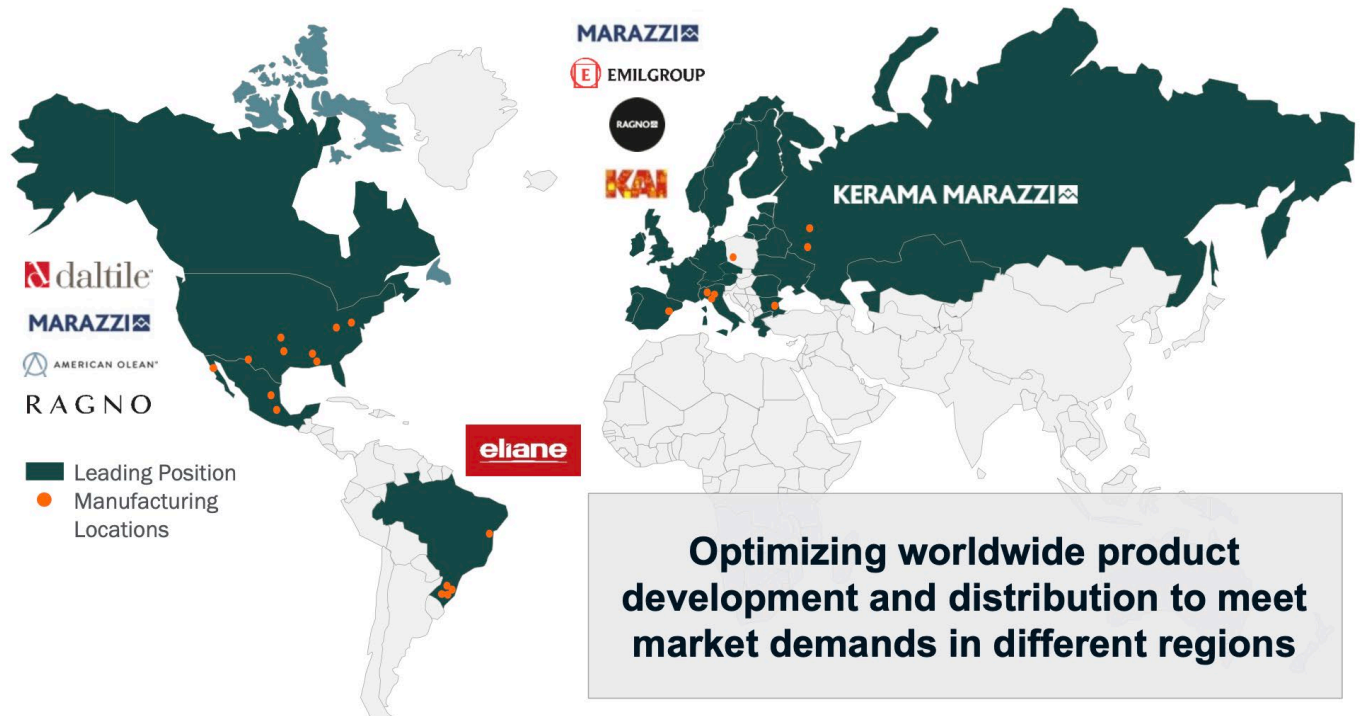 MARAZZI
E EMILGROUP
RAGNO
KAI
KERAMA MARAZZI
daltile
MARAZZI
AMERICAN OLEAN
RAGNO
eliane
Leading Position
Manufacturing
Locations
Optimizing worldwide product
development and distribution to meet
market demands in different regions